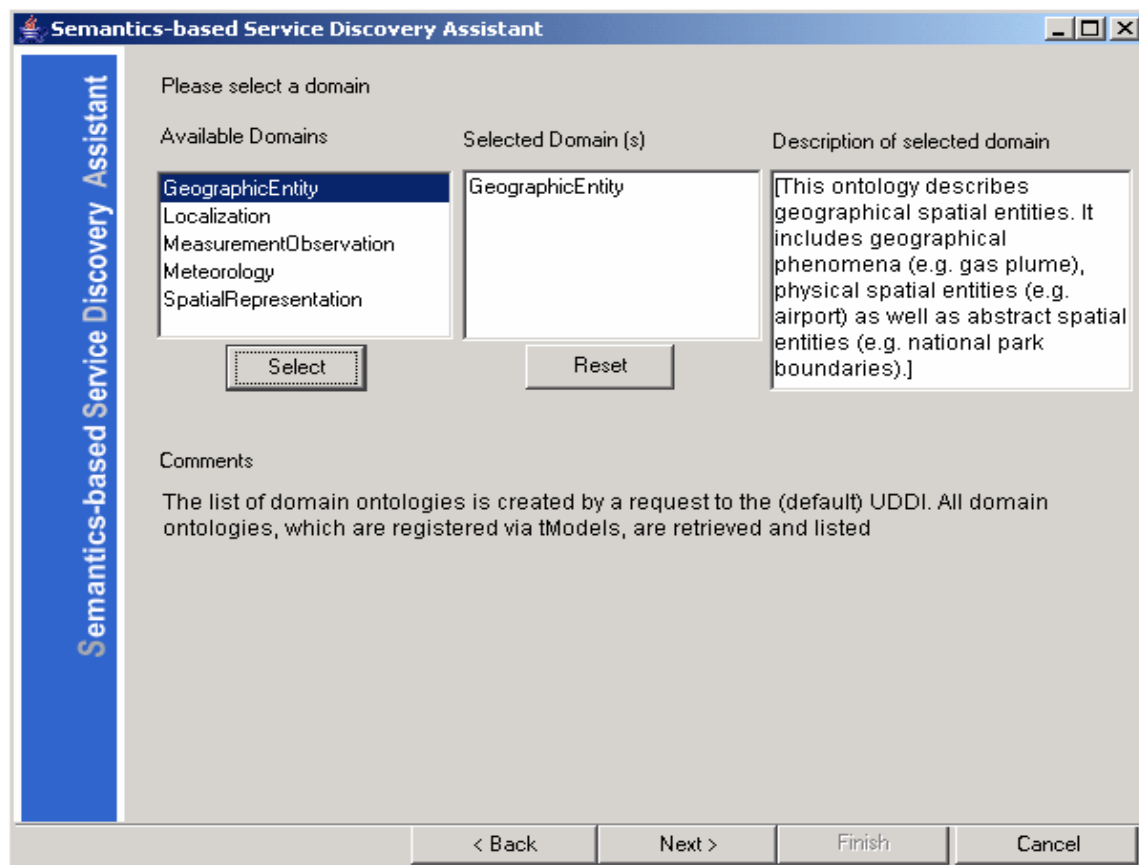 Semantics-based Service Discovery Assistant
Semantics-based Service Discovery Assistant
Please select a domain
Available Domains
GeographicEntity
Localization
MeasurementObservation
Meteorology
SpatialRepresentation
Select
Selected Domain (s)
GeographicEntity
Reset
Description of selected domain
[This ontology describes
geographical spatial entities. It
includes geographical
phenomena (e.g. gas plume),
physical spatial entities (e.g.
airport) as well as abstract spatial
entities (e.g. national park
boundaries).]
Comments
The list of domain ontologies is created by a request to the (default) UDDI. All domain
ontologies, which are registered via tModels, are retrieved and listed
< Back
Next >
Finish
Cancel